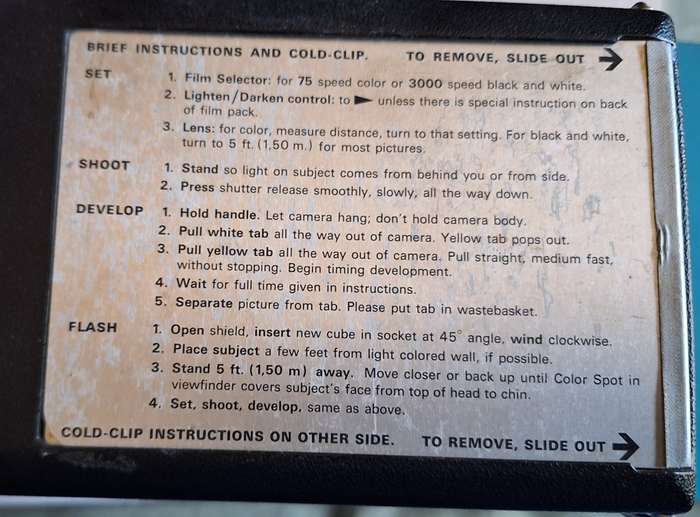 BRIEF INSTRUCTIONS AND COLD-CLIP. TO REMOVE, SLIDE OUT
SET 1. Film Selector: for 75 speed color or 3000 speed black and white.
2. Lighten/Darken control: to ► unless there is special instruction on back
of film pack.
3. Lens: for color, measure distance, turn to that setting. For black and white,
turn to 5 ft. (1,50 m.) for most pictures.
SHOOT 1. Stand so light on subject comes from behind you or from side.
2. Press shutter release smoothly, slowly, all the way down.
DEVELOP 1. Hold handle. Let camera hang; don't hold camera body.
2. Pull white tab all the way out of camera. Yellow tab pops out.
3. Pull yellow tab all the way out of camera. Pull straight, medium fast,
without stopping. Begin timing development.
4. Wait for full time given in instructions.
5. Separate picture from tab. Please put tab in wastebasket.
FLASH 1. Open shield, insert new cube in socket at 45° angle, wind clockwise.
2. Place subject a few feet from light colored wall, if possible.
3. Stand 5 ft. (1,50 m) away. Move closer or back up until Color Spot in
viewfinder covers subject's face from top of head to chin.
4. Set, shoot, develop, same as above.
COLD-CLIP INSTRUCTIONS ON OTHER SIDE. TO REMOVE, SLIDE OUT